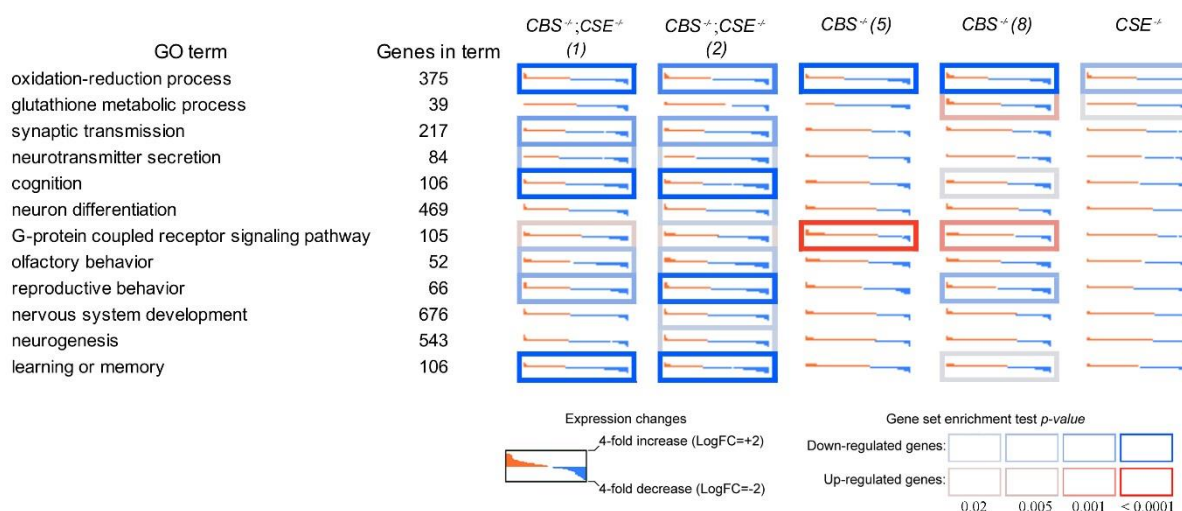 GO term Genes in term CBS-/-;CSE-/- (1) CBS-/-;CSE-/- (2) CBS-/-(5) CBS-/-(8) CSE-/-
oxidation-reduction process 375
glutathione metabolic process 39
synaptic transmission 217
neurotransmitter secretion 84
cognition 106
neuron differentiation 469
G-protein coupled receptor signaling pathway 105
olfactory behavior 52
reproductive behavior 66
nervous system development 676
neurogenesis 543
learning or memory 106
Expression changes
4-fold increase (LogFC=+2)
4-fold decrease (LogFC=-2)
Gene set enrichment test p-value
Down-regulated genes:
Up-regulated genes:
0.02 0.005 0.001 < 0.0001